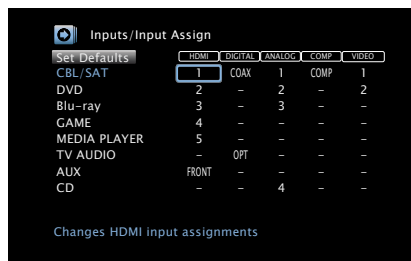 Inputs/Input Assign
Set Defaults HDMI DIGITAL ANALOG COMP VIDEO
CBL/SAT 1 COAX 1 COMP 1
DVD 2 – 2 – 2
Blu-ray 3 – 3 – –
GAME 4 – – – –
MEDIA PLAYER 5 – – – –
TV AUDIO – OPT – – –
AUX FRONT – – – –
CD – – 4 – –
Changes HDMI input assignments